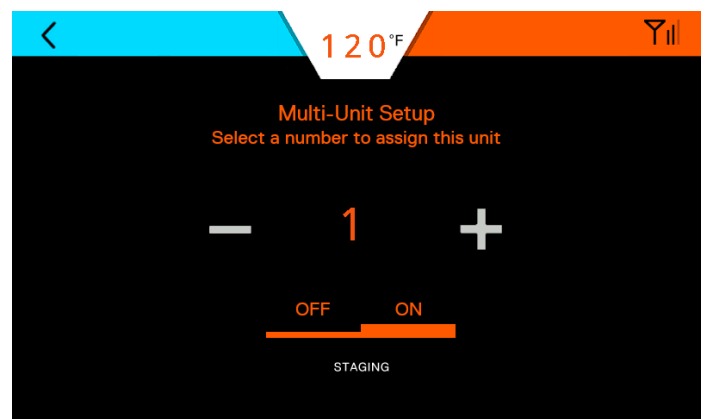 120°F
Multi-Unit Setup
Select a number to assign this unit
1
OFF ON
STAGING